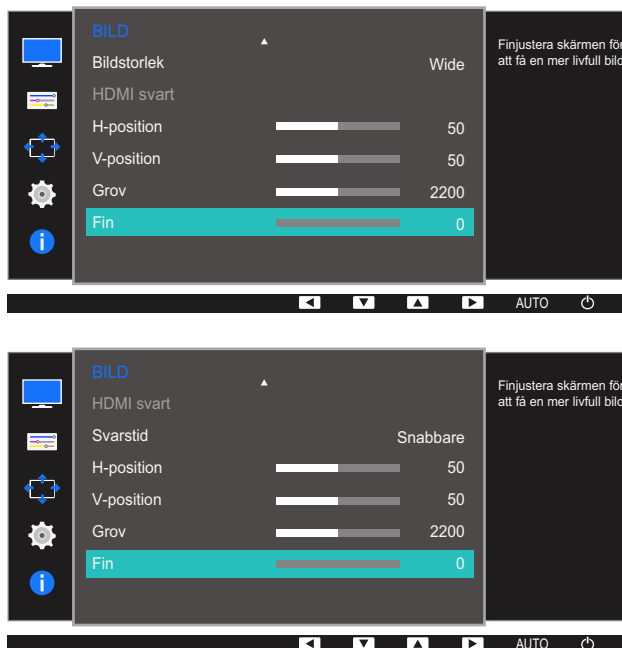 BILD
Bildstorlek Wide
HDMI svart
H-position 50
V-position 50
Grov 2200
Fin 0
Finjustera skärmen för
att få en mer livfull bild
AUTO
BILD
HDMI svart
Svarstid Snabbare
H-position 50
V-position 50
Grov 2200
Fin 0
Finjustera skärmen för
att få en mer livfull bild
AUTO